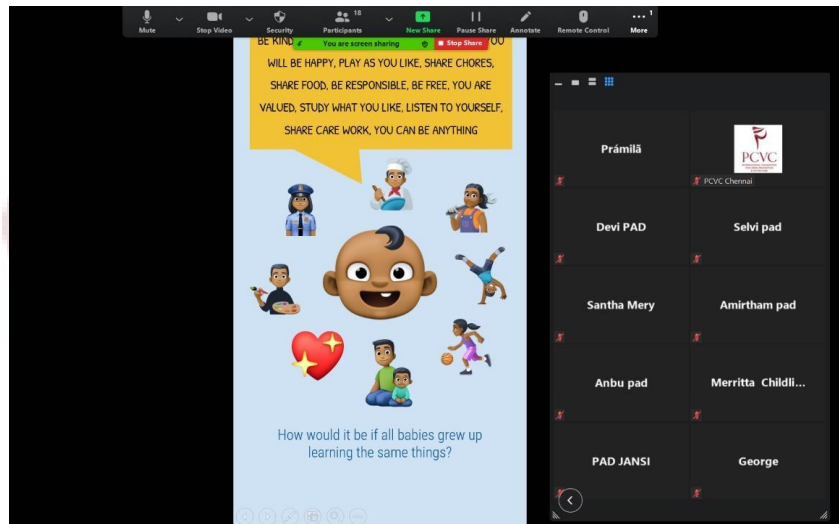 18
1
Mute
Stop Video
Security
Participants
New Share
Pause Share
Annotate
Remote Control
More
You are screen sharing
Stop Share
BE KIND
YOU
WILL BE HAPPY, PLAY AS YOU LIKE, SHARE CHORES,
SHARE FOOD, BE RESPONSIBLE, BE FREE, YOU ARE
VALUED, STUDY WHAT YOU LIKE, LISTEN TO YOURSELF,
SHARE CARE WORK, YOU CAN BE ANYTHING
How would it be if all babies grew up
learning the same things?
Prámilã
PCVC
PCVC Chennai
Devi PAD
Selvi pad
Santha Mery
Amirtham pad
Anbu pad
Merritta Childli...
PAD JANSI
George